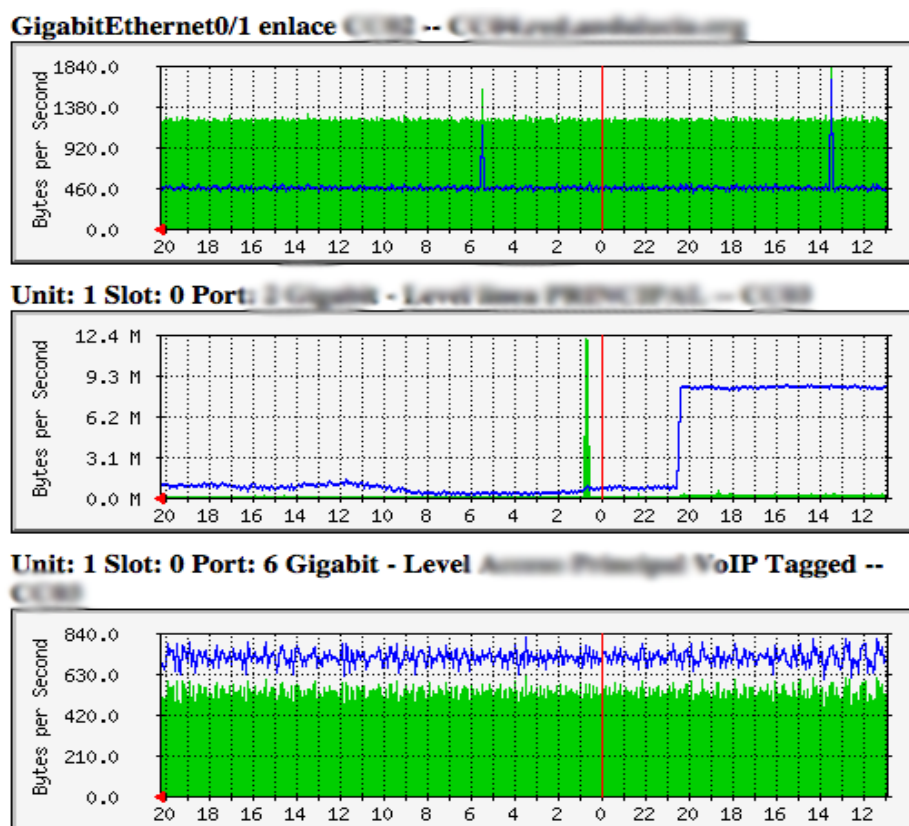 GigabitEthernet0/1 enlace --
Bytes per Second
1840.0
1380.0
920.0
460.0
0.0
20 18 16 14 12 10 8 6 4 2 0 22 20 18 16 14 12
Unit: 1 Slot: 0 Port:
Bytes per Second
12.4 M
9.3 M
6.2 M
3.1 M
0.0 M
20 18 16 14 12 10 8 6 4 2 0 22 20 18 16 14 12
Unit: 1 Slot: 0 Port: 6 Gigabit - Level VoIP Tagged --
Bytes per Second
840.0
630.0
420.0
210.0
0.0
20 18 16 14 12 10 8 6 4 2 0 22 20 18 16 14 12